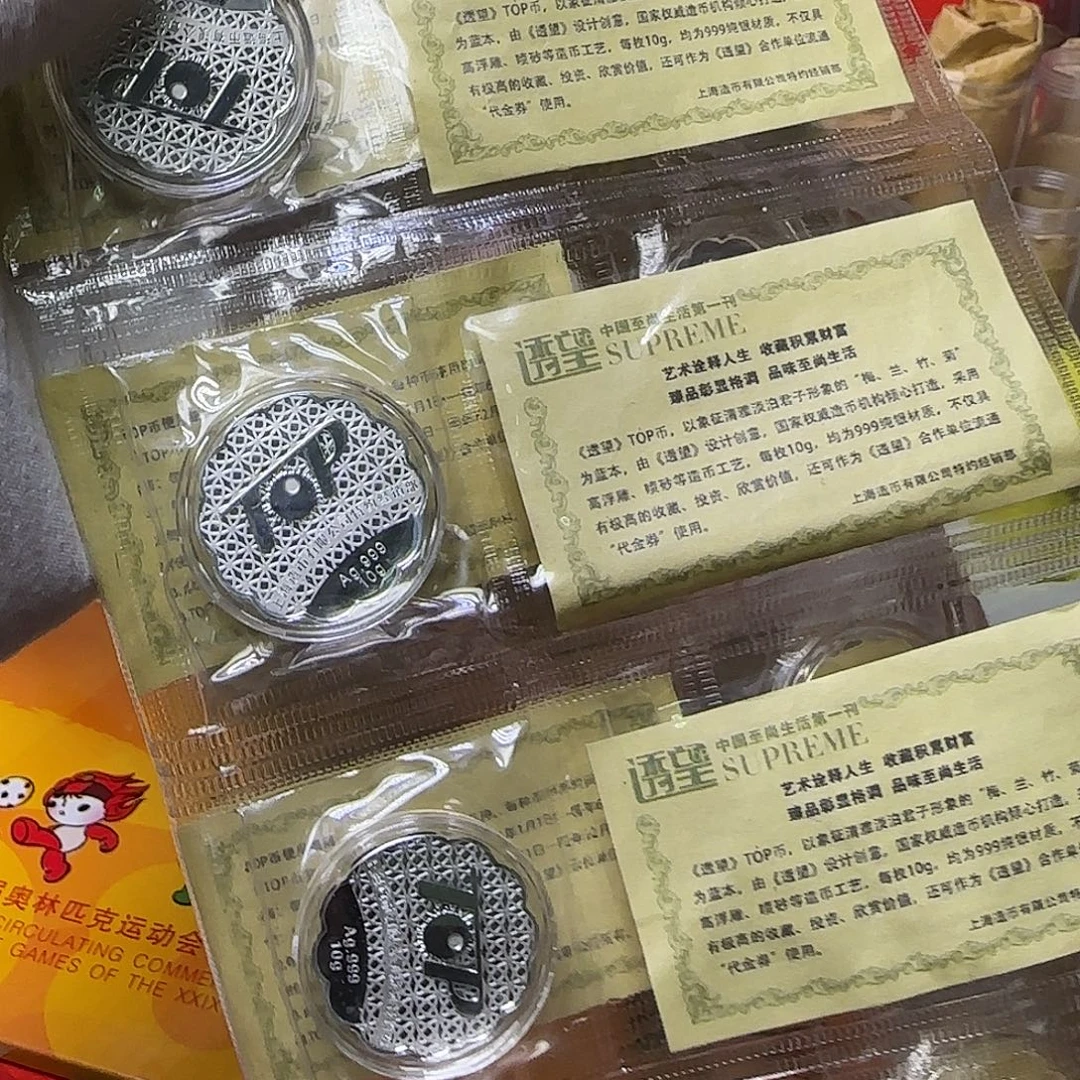 《透望》TOP币，以象征清雅
为蓝本，由《透望》设计创意，国家权威造币机构倾心打造，
高浮雕、喷砂等造币工艺，每枚10g，均为999纯银材质，不仅具
有极高的收藏、投资、欣赏价值，还可作为《透望》合作单位流通
“代金券”使用。
上海造币有限公司特约经销部
TOP
透望
中国至尚生活第一刊
SUPREME
艺术诠释人生 收藏积累财富
臻品彰显格调 品味至尚生活
《透望》TOP币，以象征清雅淡泊君子形象的“梅、兰、竹、菊”
为蓝本，由《透望》设计创意，国家权威造币机构倾心打造，采用
高浮雕、喷砂等造币工艺，每枚10g，均为999纯银材质，不仅具
有极高的收藏、投资、欣赏价值，还可作为《透望》合作单位流通
“代金券”使用。
上海造币有限公司特约经销部
TOP
Ag 999
10g
透望
中国至尚生活第一刊
SUPREME
艺术诠释人生 收藏积累财富
臻品彰显格调 品味至尚生活
《透望》TOP币，以象征清雅淡泊君子形象的“梅、兰、竹、
为蓝本，由《透望》设计创意，国家权威造币机构倾心打造，
高浮雕、喷砂等造币工艺，每枚10g，均为999纯银材质，不
有极高的收藏、投资、欣赏价值，还可作为《透望》合作单
“代金券”使用。
上海造币有限公司特
TOP
Ag 999
10g
奥林匹克运动会
CIRCULATING COMME
GAMES OF THE XXIX